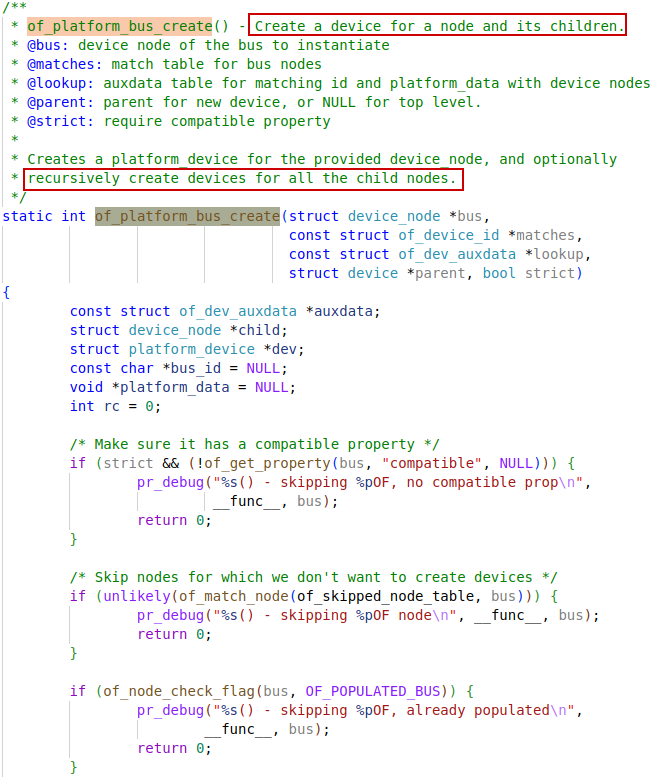 /**
 * of_platform_bus_create() - Create a device for a node and its children.
 * @bus: device node of the bus to instantiate
 * @matches: match table for bus nodes
 * @lookup: auxdata table for matching id and platform_data with device nodes
 * @parent: parent for new device, or NULL for top level.
 * @strict: require compatible property
 *
 * Creates a platform_device for the provided device_node, and optionally
 * recursively create devices for all the child nodes.
 */
static int of_platform_bus_create(struct device_node *bus,
const struct of_device_id *matches,
const struct of_dev_auxdata *lookup,
struct device *parent, bool strict)
{
const struct of_dev_auxdata *auxdata;
struct device_node *child;
struct platform_device *dev;
const char *bus_id = NULL;
void *platform_data = NULL;
int rc = 0;
/* Make sure it has a compatible property */
if (strict && (!of_get_property(bus, "compatible", NULL))) {
pr_debug("%s() - skipping %pOF, no compatible prop\n",
__func__, bus);
return 0;
}
/* Skip nodes for which we don't want to create devices */
if (unlikely(of_match_node(of_skipped_node_table, bus))) {
pr_debug("%s() - skipping %pOF node\n", __func__, bus);
return 0;
}
if (of_node_check_flag(bus, OF_POPULATED_BUS)) {
pr_debug("%s() - skipping %pOF, already populated\n",
__func__, bus);
return 0;
}